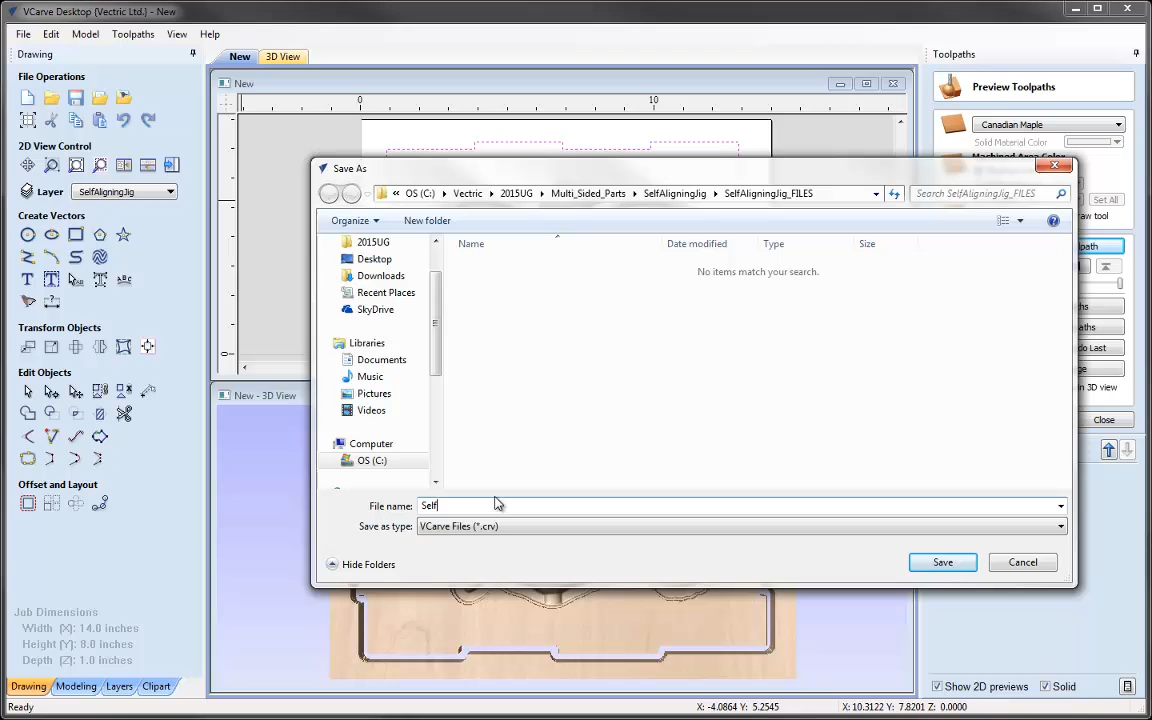 VCarve Desktop {Vectric Ltd.} - New
File Edit Model Toolpaths View Help
Drawing
File Operations
2D View Control
Layer SelfAligningJig
Create Vectors
Transform Objects
Edit Objects
Offset and Layout
Job Dimensions
Width [X]: 14.0 inches
Height [Y]: 8.0 inches
Depth [Z]: 1.0 inches
Drawing Modeling Layers Clipart
Ready
New 3D View
New
0 10
0
New - 3D View
Save As
« OS (C:) Vectric 2015UG Multi_Sided_Parts SelfAligningJig SelfAligningJig_FILES
Search SelfAligningJig_FILES
Organize New folder
2015UG
Desktop
Downloads
Recent Places
SkyDrive
Libraries
Documents
Music
Pictures
Videos
Computer
OS (C:)
Name Date modified Type Size
No items match your search.
File name: Self
Save as type: VCarve Files (*.crv)
Hide Folders
Save Cancel
Toolpaths
Preview Toolpaths
Canadian Maple
Solid Material Color
Machined Area Color
Set All
Close
Show 2D previews Solid
X: -4.0864 Y: 5.2545
X: 10.3122 Y: 7.8201 Z: 0.0000